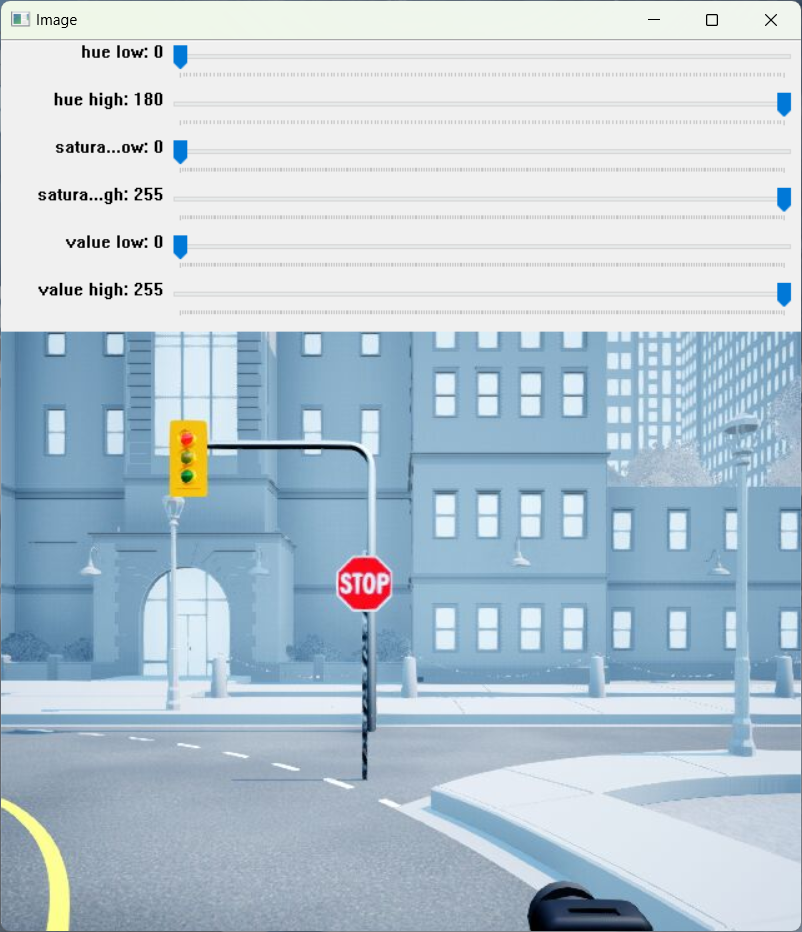 Image
hue low: 0
hue high: 180
satura...ow: 0
satura...gh: 255
value low: 0
value high: 255
STOP